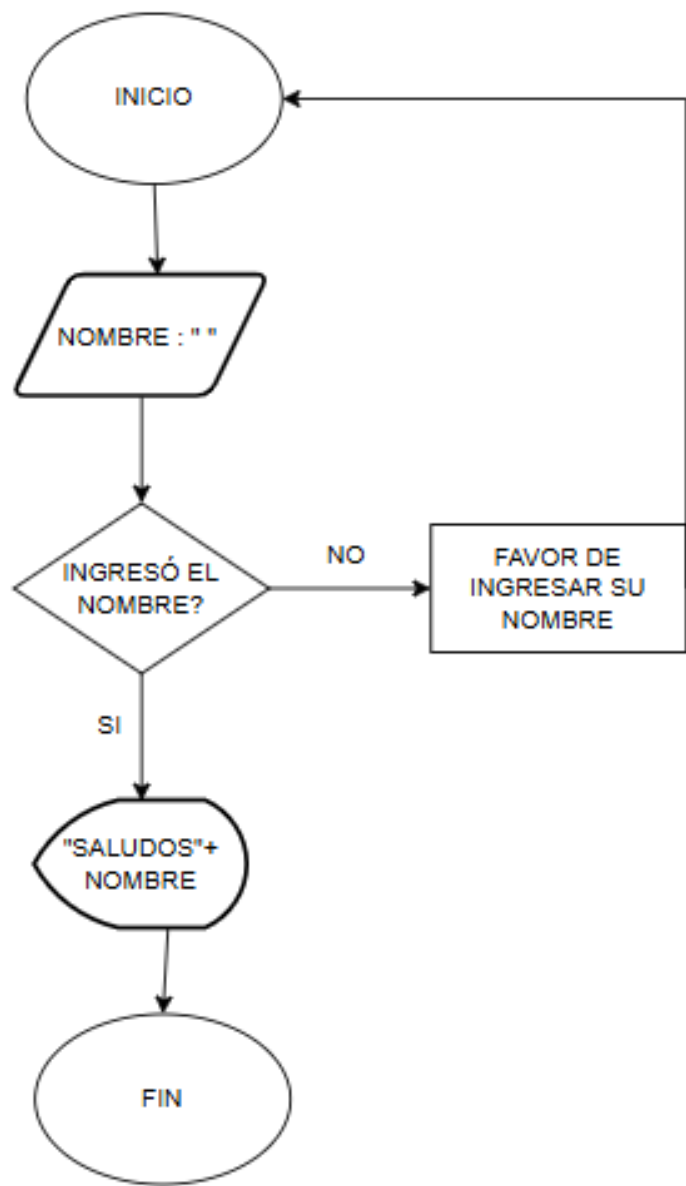 INICIO
NOMBRE : " "
INGRESÓ EL
NOMBRE?
NO
FAVOR DE
INGRESAR SU
NOMBRE
SI
"SALUDOS"+
NOMBRE
FIN